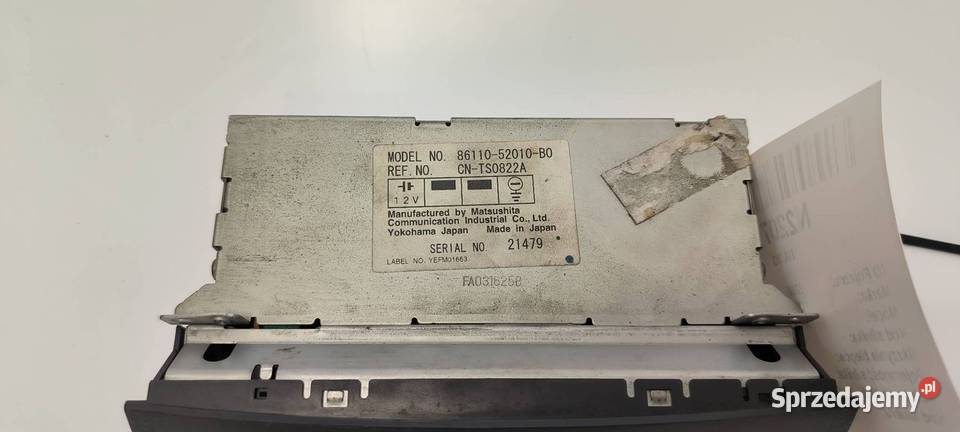 MODEL NO. 86110-52010-B0
REF. NO. CN-TS0822A
12V
Manufactured by Matsushita
Communication Industrial Co., Ltd.
Yokohama Japan Made in Japan
SERIAL NO. 21479
LABEL NO. YEFM01663
FA031625B
Sprzedajemy.pl